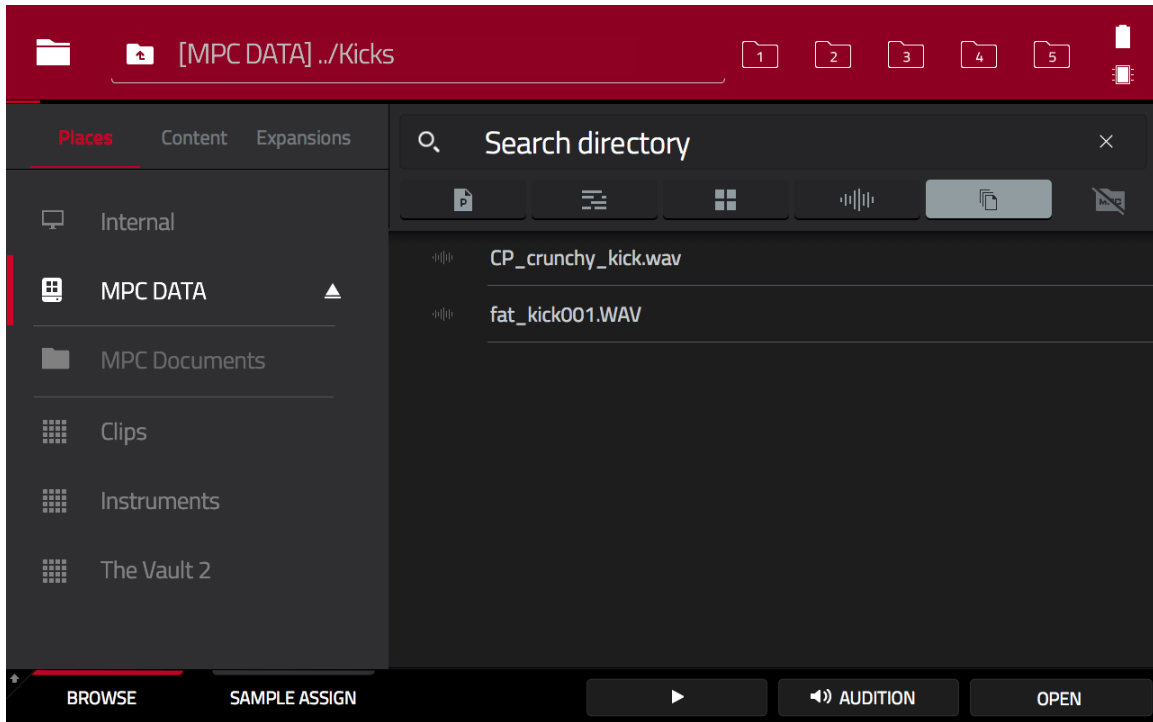 [MPC DATA] ../Kicks
1 2 3 4 5
Places Content Expansions
Search directory
P
Internal
CP_crunchy_kick.wav
MPC DATA
fat_kick001.WAV
MPC Documents
Clips
Instruments
The Vault 2
BROWSE SAMPLE ASSIGN AUDITION OPEN